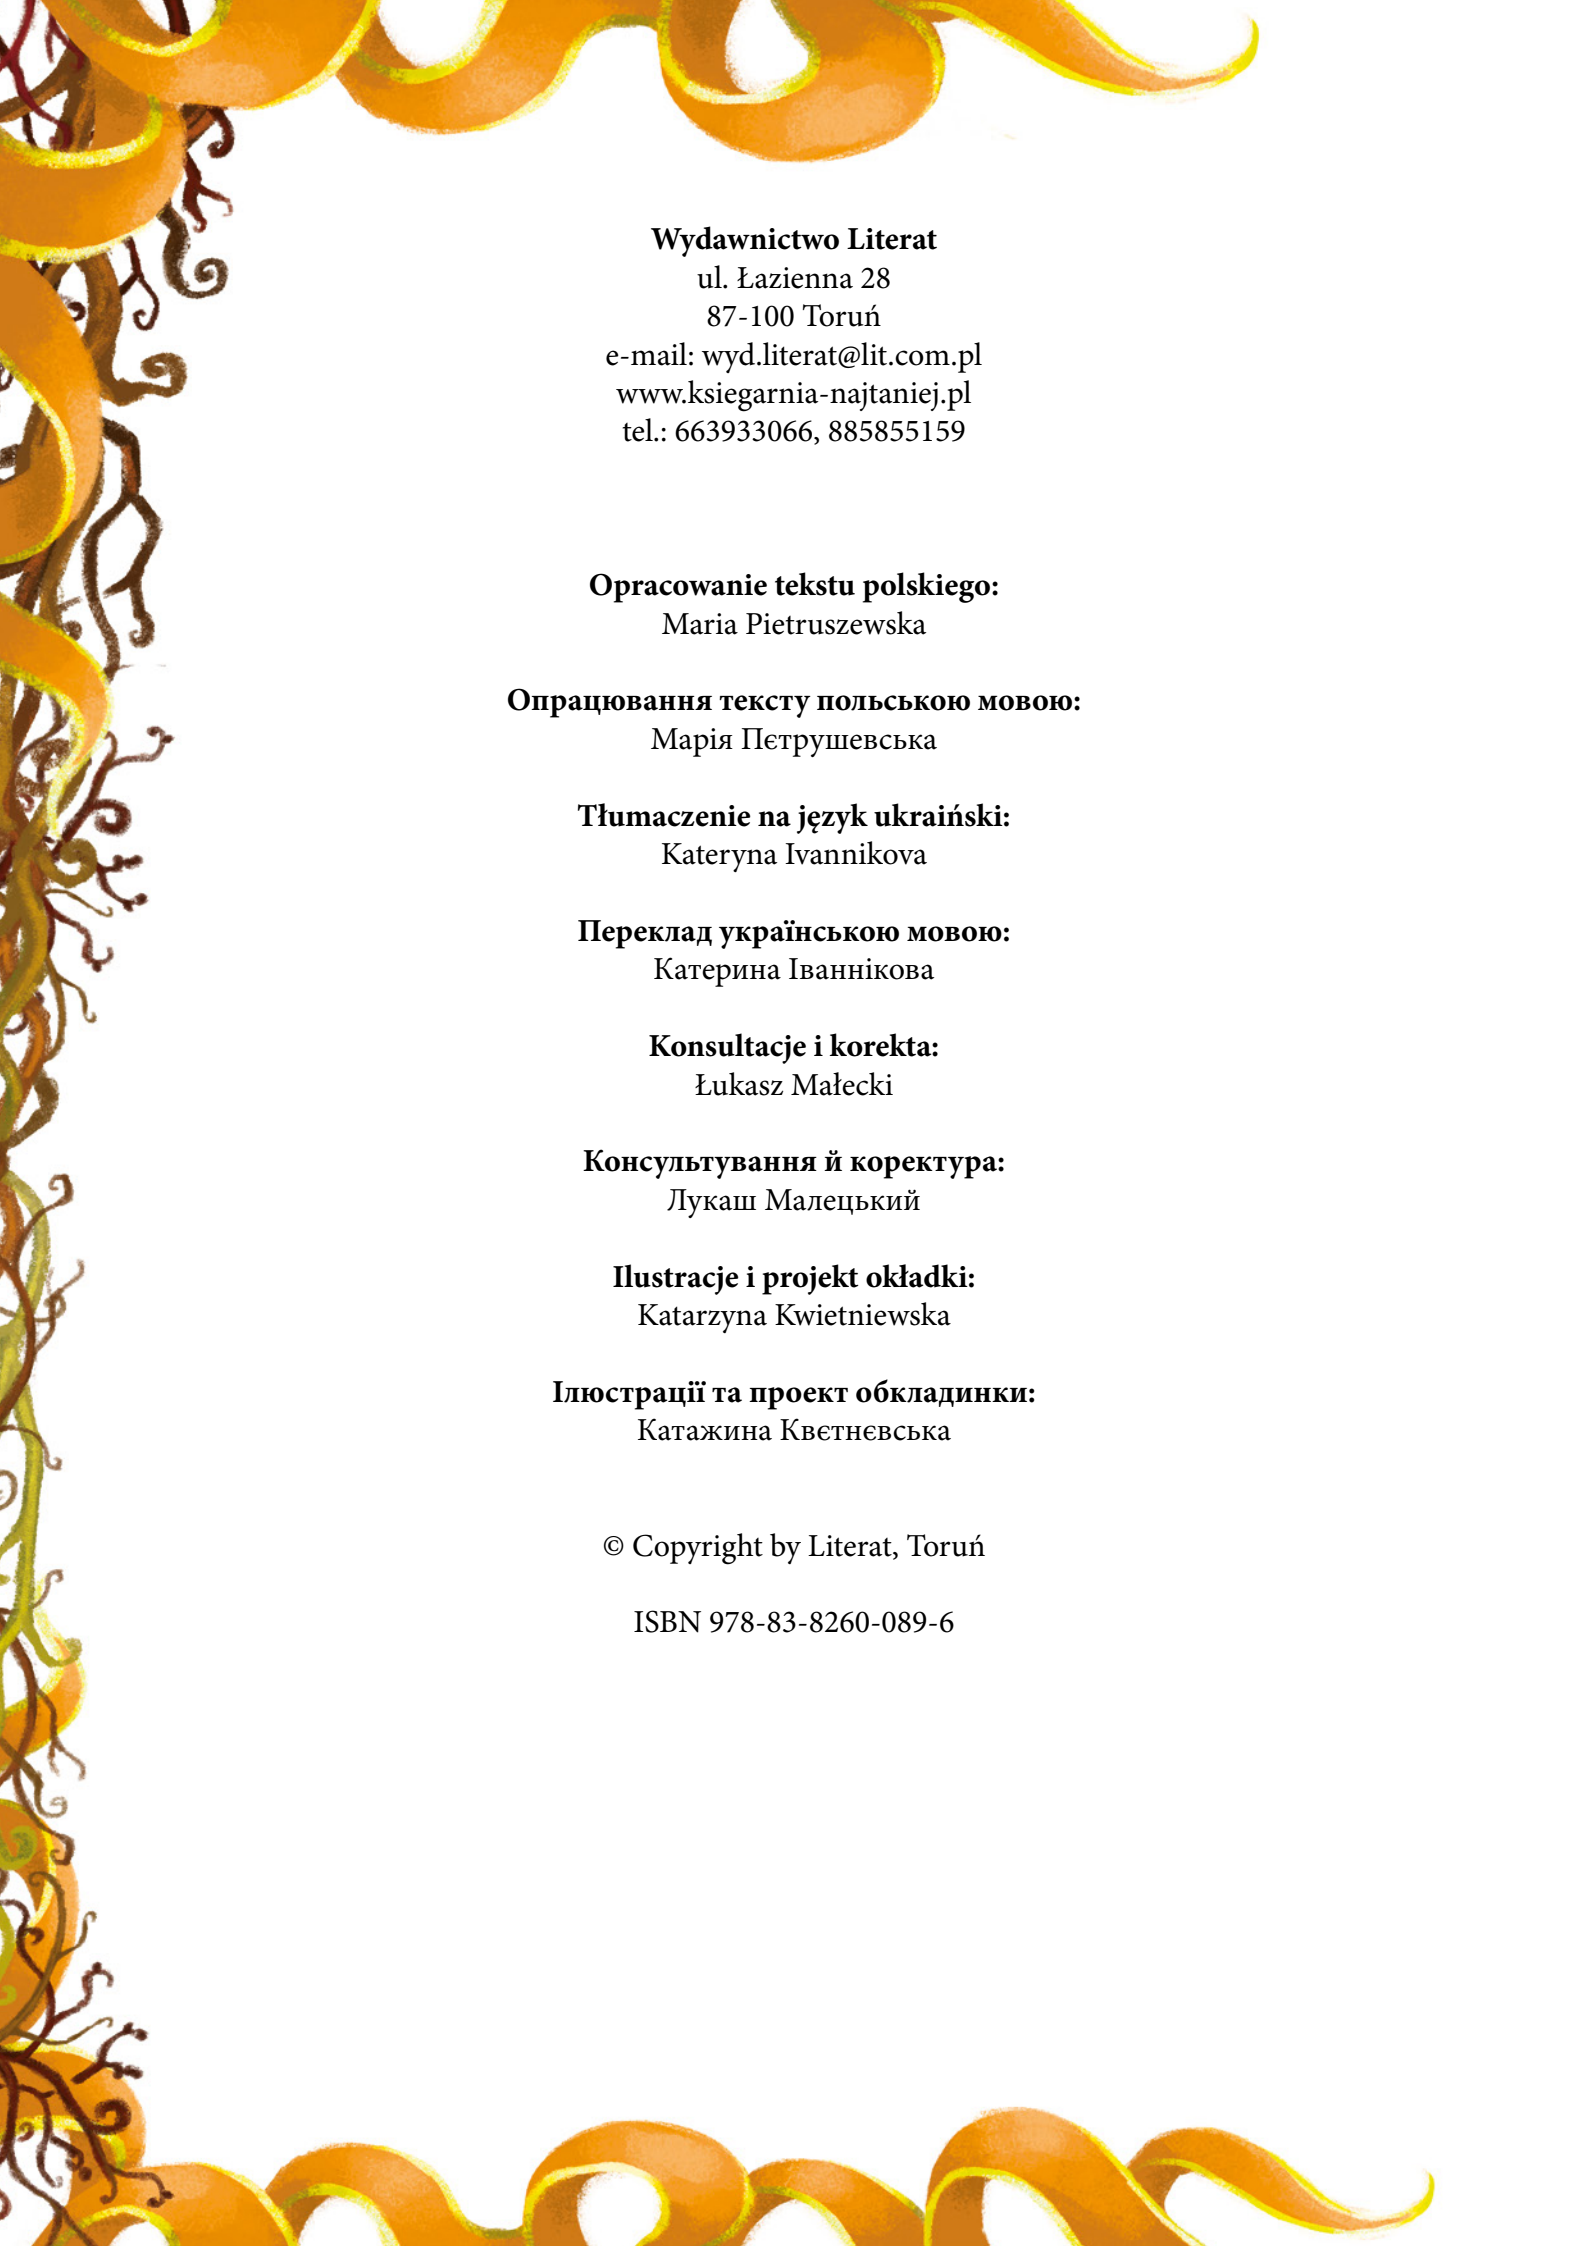 Wydawnictwo Literat
ul. Łazienna 28
87-100 Toruń
e-mail: wyd.literat@lit.com.pl
www.ksiegarnia-najtaniej.pl
tel.: 663933066, 885855159
Opracowanie tekstu polskiego:
Maria Pietruszewska
Опрацювання тексту польською мовою:
Марія Пєтрушевська
Tłumaczenie na język ukraiński:
Kateryna Ivannikova
Переклад українською мовою:
Катерина Іваннікова
Konsultacje i korekta:
Łukasz Małecki
Консультування й коректура:
Лукаш Малецький
Ilustracje i projekt okładki:
Katarzyna Kwietniewska
Ілюстрації та проект обкладинки:
Катажина Квєтнєвська
© Copyright by Literat, Toruń
ISBN 978-83-8260-089-6